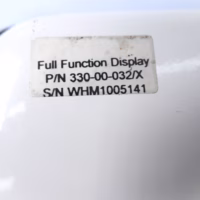 Full Function Display
P/N 330-00-032/X
S/N WHM1005141